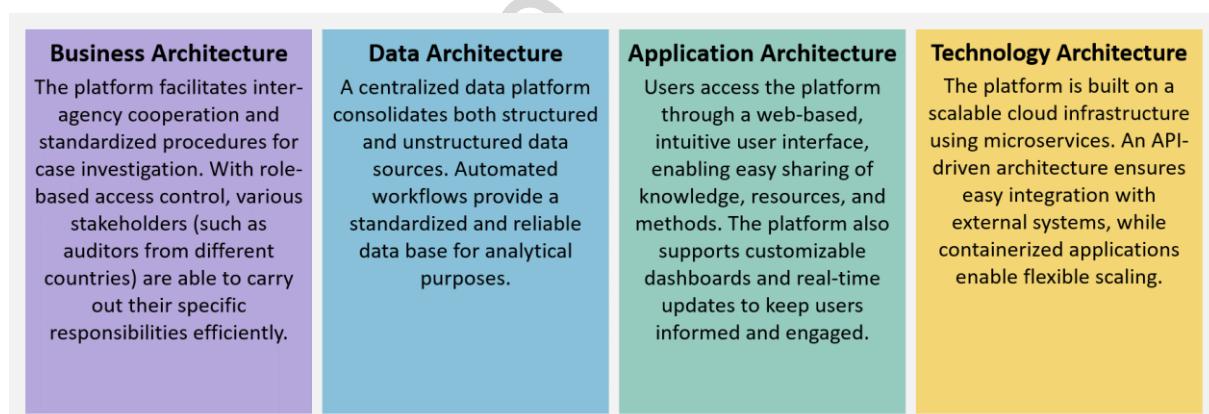 Business Architecture
The platform facilitates inter-
agency cooperation and
standardized procedures for
case investigation. With role-
based access control, various
stakeholders (such as
auditors from different
countries) are able to carry
out their specific
responsibilities efficiently.
Data Architecture
A centralized data platform
consolidates both structured
and unstructured data
sources. Automated
workflows provide a
standardized and reliable
data base for analytical
purposes.
Application Architecture
Users access the platform
through a web-based,
intuitive user interface,
enabling easy sharing of
knowledge, resources, and
methods. The platform also
supports customizable
dashboards and real-time
updates to keep users
informed and engaged.
Technology Architecture
The platform is built on a
scalable cloud infrastructure
using microservices. An API-
driven architecture ensures
easy integration with
external systems, while
containerized applications
enable flexible scaling.